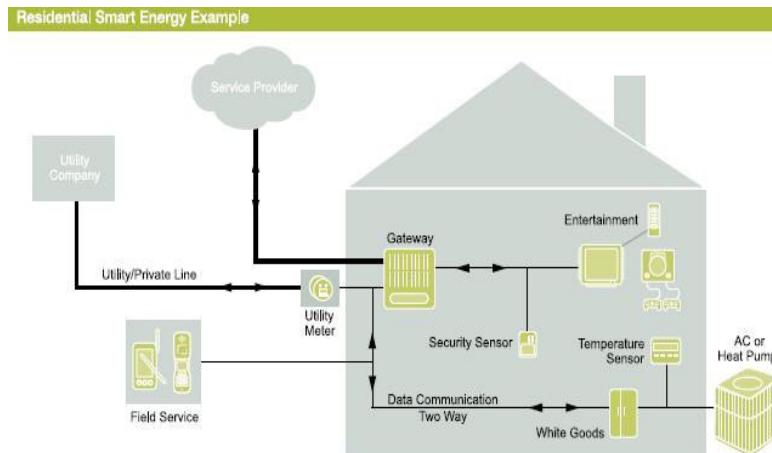 Residential Smart Energy Example
Service Provider
Utility
Company
Entertainment
Gateway
Utility/Private Line
Utility
Meter
Security Sensor
Temperature
Sensor
AC or
Heat Pump
Field Service
Data Communication
Two Way
White Goods